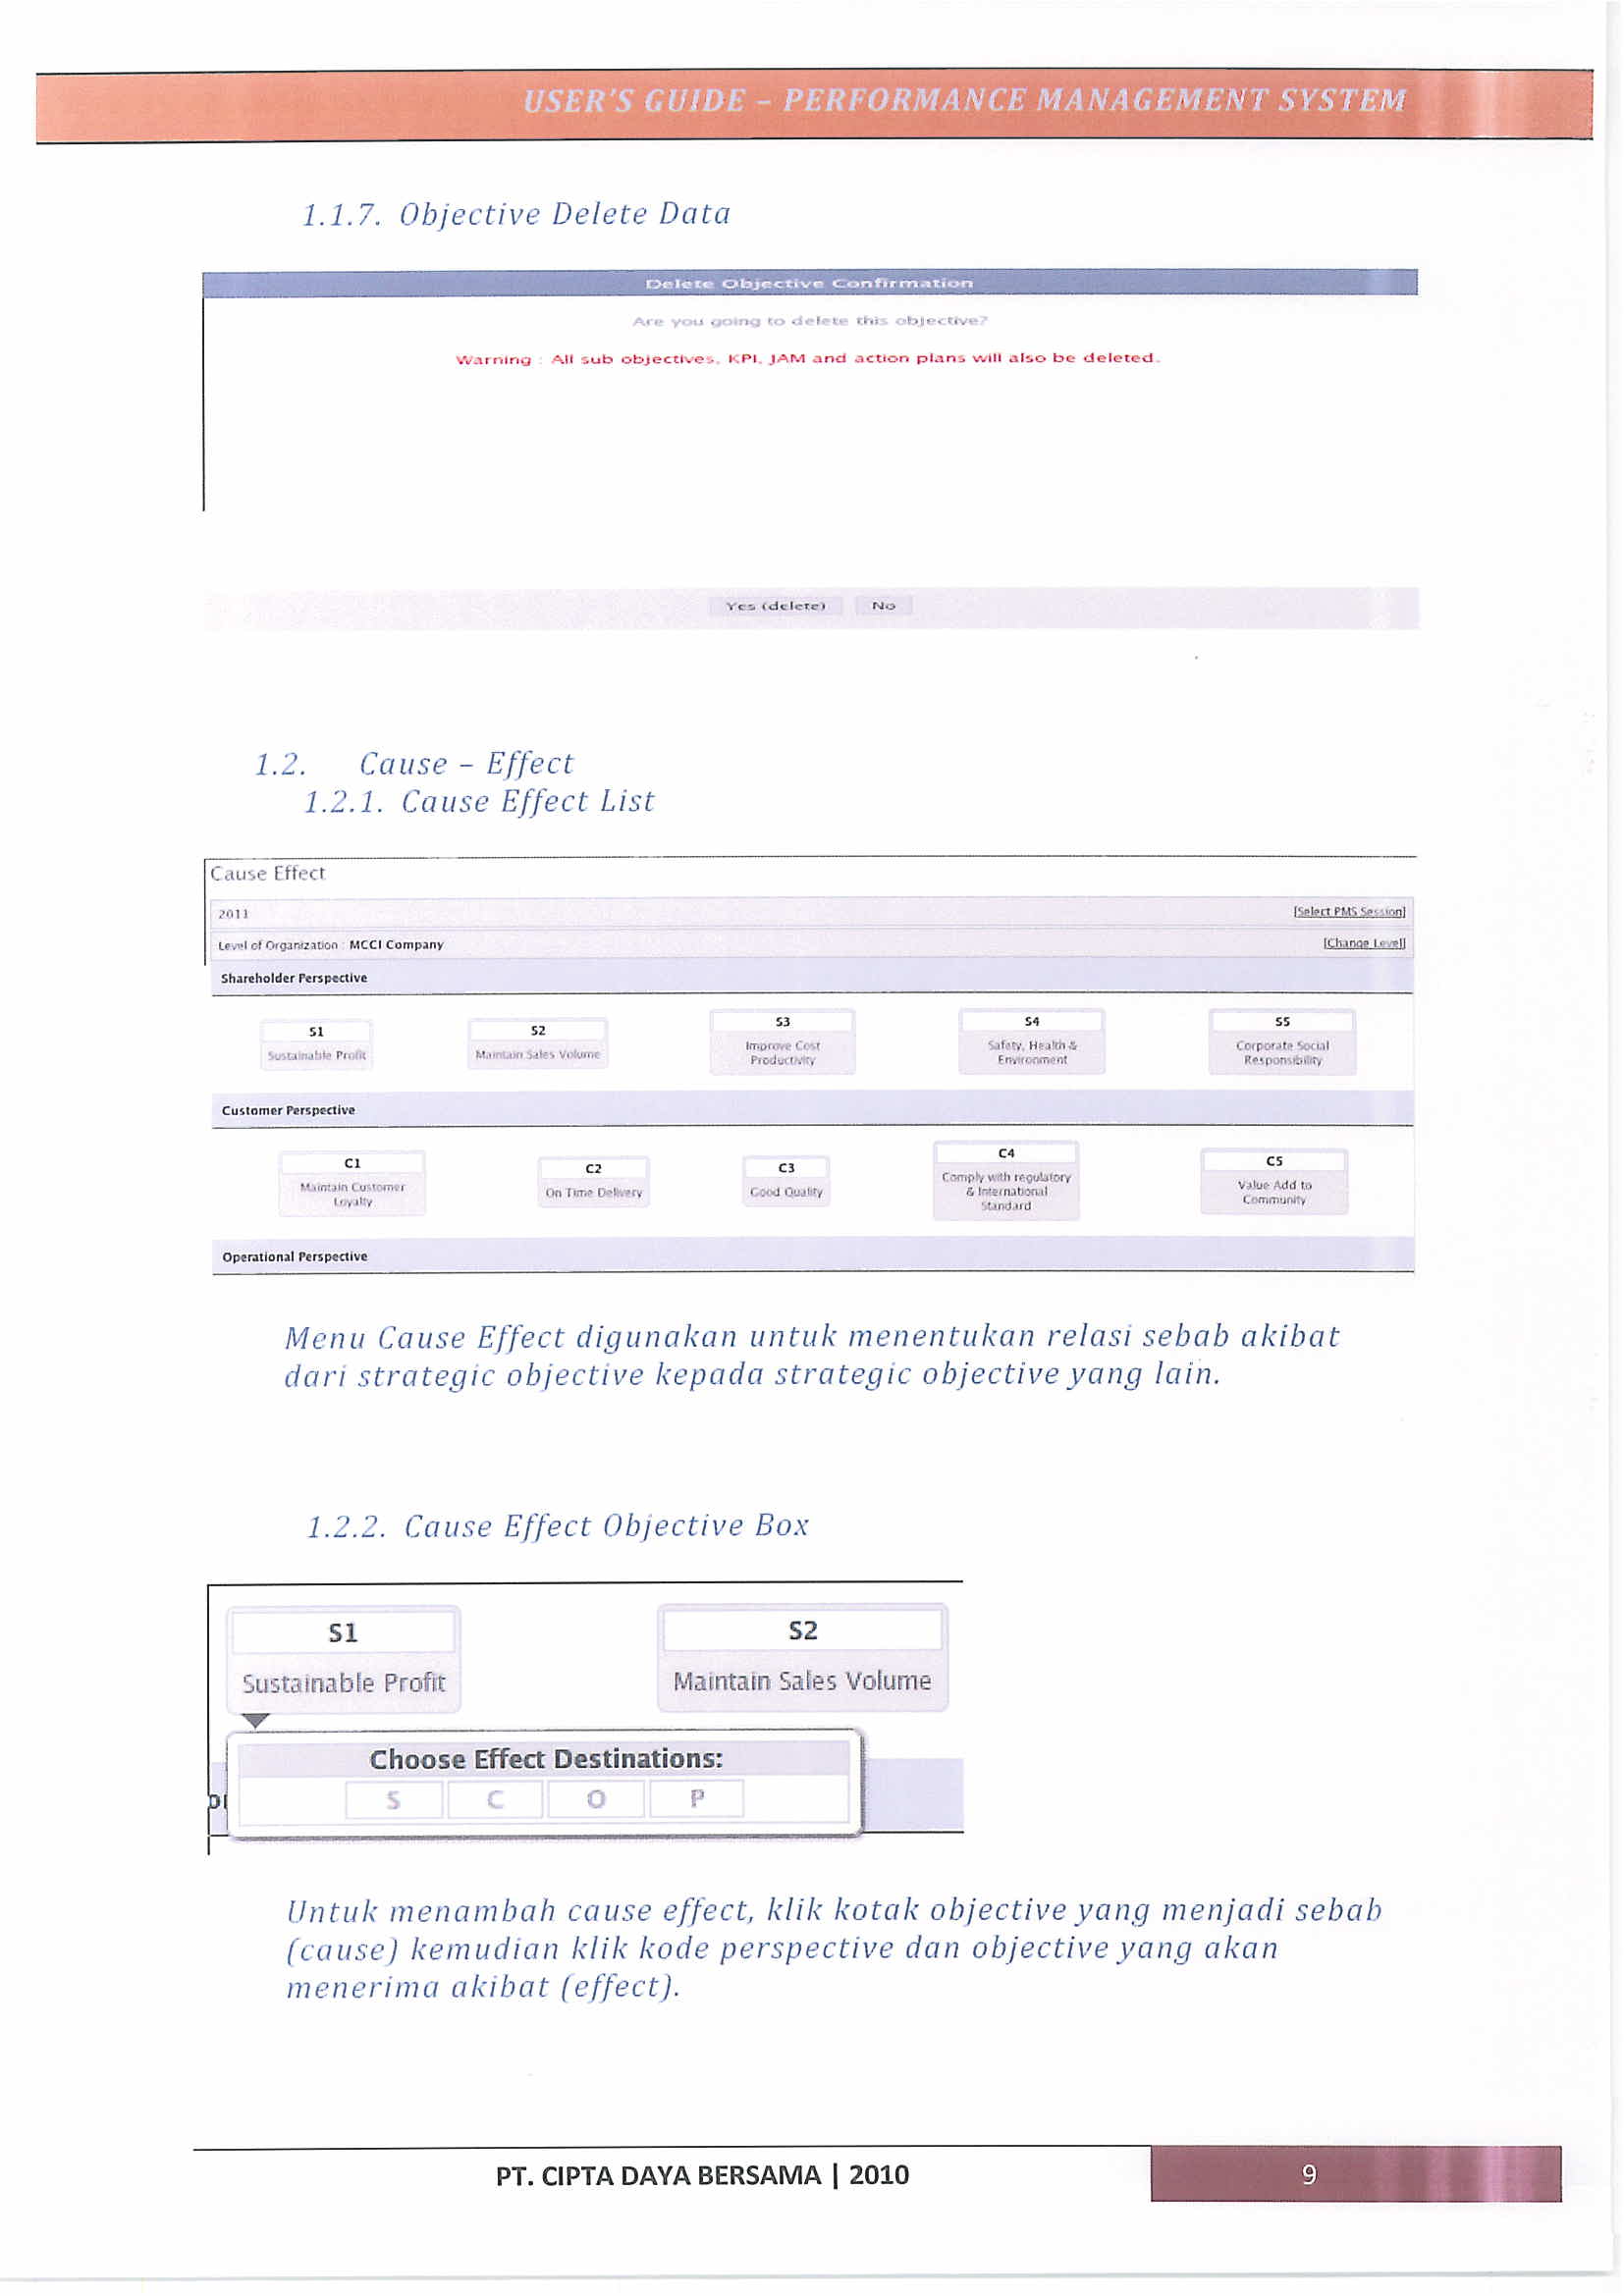 USER'S GUIDE – PERFORMANCE MANAGEMENT SYSTEM
1.1.7. Objective Delete Data
Delete Objective Confirmation
Are you going to delete this objective?
Warning : All sub objectives, KPI, JAM and action plans will also be deleted.
Yes (delete) No
1.2. Cause – Effect
1.2.1. Cause Effect List
Cause Effect
2011 [Select PMS Session]
Level of Organization : MCCI Company [Change Level]
Shareholder Perspective
S1 S2 S3 S4 S5
Sustainable Profit Maintain Sales Volume Improve Cost Safety, Health & Corporate Social
Productivity Environment Responsibility
Customer Perspective
C1 C2 C3 C4 C5
Maintain Customer On Time Delivery Good Quality Comply with regulatory Value Add to
Loyalty & International Community
Standard
Operational Perspective
Menu Cause Effect digunakan untuk menentukan relasi sebab akibat
dari strategic objective kepada strategic objective yang lain.
1.2.2. Cause Effect Objective Box
S1 S2
Sustainable Profit Maintain Sales Volume
Choose Effect Destinations:
S C O P
Untuk menambah cause effect, klik kotak objective yang menjadi sebab
(cause) kemudian klik kode perspective dan objective yang akan
menerima akibat (effect).
PT. CIPTA DAYA BERSAMA | 2010 9